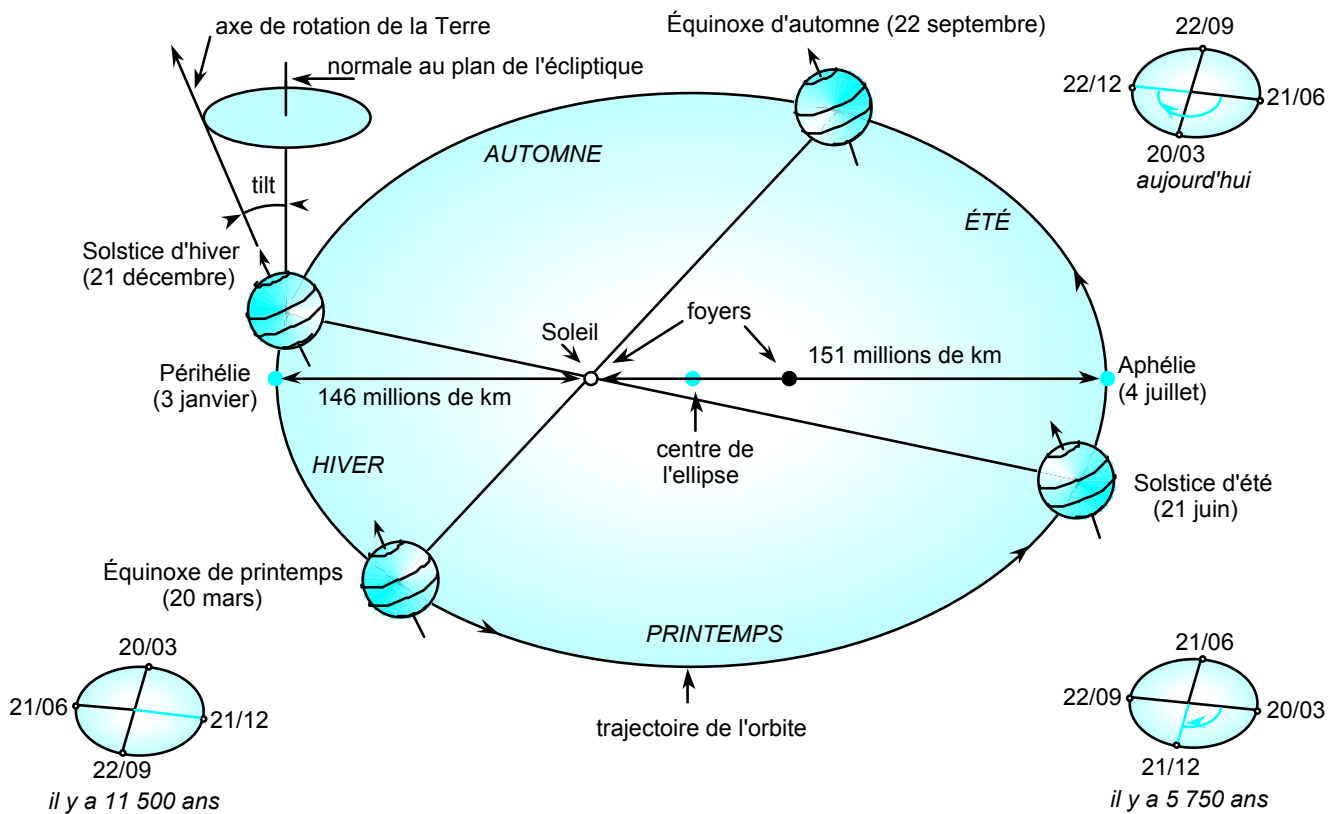 axe de rotation de la Terre
normale au plan de l'écliptique
tilt
Équinoxe d'automne (22 septembre)
22/09
22/12
21/06
20/03
aujourd'hui
AUTOMNE
ÉTÉ
Solstice d'hiver
(21 décembre)
Soleil
foyers
151 millions de km
Périhélie
(3 janvier)
146 millions de km
Aphélie
(4 juillet)
centre de
l'ellipse
HIVER
Solstice d'été
(21 juin)
Équinoxe de printemps
(20 mars)
PRINTEMPS
trajectoire de l'orbite
20/03
21/06
21/12
22/09
il y a 11 500 ans
21/06
22/09
20/03
21/12
il y a 5 750 ans